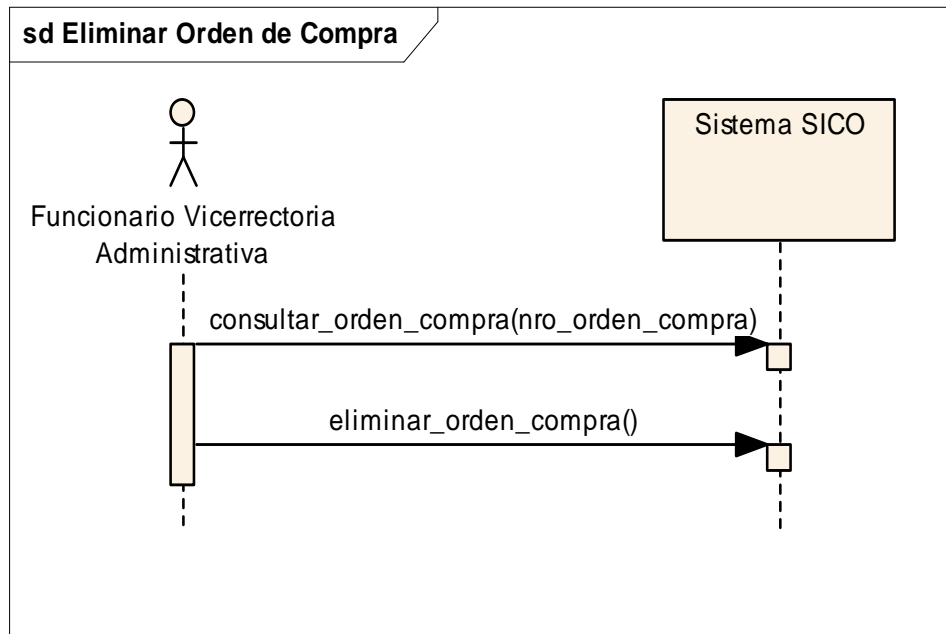 sd Eliminar Orden de Compra
Sistema SICO
Funcionario Vicerrectoria
Administrativa
consultar_orden_compra(nro_orden_compra)
eliminar_orden_compra()